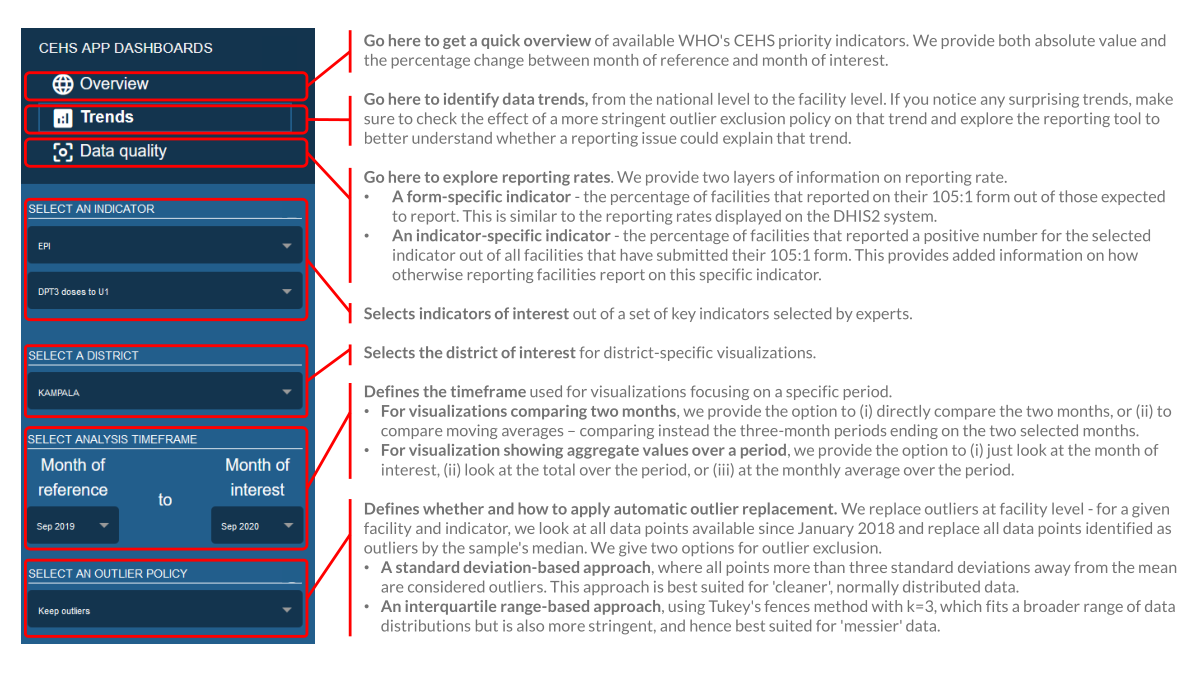 CEHS APP DASHBOARDS
Overview
Trends
Data quality
SELECT AN INDICATOR
EPI
DPT3 doses to U1
SELECT A DISTRICT
KAMPALA
SELECT ANALYSIS TIMEFRAME
Month of reference
to
Month of interest
Sep 2019
Sep 2020
SELECT AN OUTLIER POLICY
Keep outliers
Go here to get a quick overview of available WHO's CEHS priority indicators. We provide both absolute value and
the percentage change between month of reference and month of interest.
Go here to identify data trends, from the national level to the facility level. If you notice any surprising trends, make
sure to check the effect of a more stringent outlier exclusion policy on that trend and explore the reporting tool to
better understand whether a reporting issue could explain that trend.
Go here to explore reporting rates. We provide two layers of information on reporting rate.
• A form-specific indicator - the percentage of facilities that reported on their 105:1 form out of those expected
to report. This is similar to the reporting rates displayed on the DHIS2 system.
• An indicator-specific indicator - the percentage of facilities that reported a positive number for the selected
indicator out of all facilities that have submitted their 105:1 form. This provides added information on how
otherwise reporting facilities report on this specific indicator.
Selects indicators of interest out of a set of key indicators selected by experts.
Selects the district of interest for district-specific visualizations.
Defines the timeframe used for visualizations focusing on a specific period.
• For visualizations comparing two months, we provide the option to (i) directly compare the two months, or (ii) to
compare moving averages – comparing instead the three-month periods ending on the two selected months.
• For visualization showing aggregate values over a period, we provide the option to (i) just look at the month of
interest, (ii) look at the total over the period, or (iii) at the monthly average over the period.
Defines whether and how to apply automatic outlier replacement. We replace outliers at facility level - for a given
facility and indicator, we look at all data points available since January 2018 and replace all data points identified as
outliers by the sample's median. We give two options for outlier exclusion.
• A standard deviation-based approach, where all points more than three standard deviations away from the mean
are considered outliers. This approach is best suited for 'cleaner', normally distributed data.
• An interquartile range-based approach, using Tukey's fences method with k=3, which fits a broader range of data
distributions but is also more stringent, and hence best suited for 'messier' data.